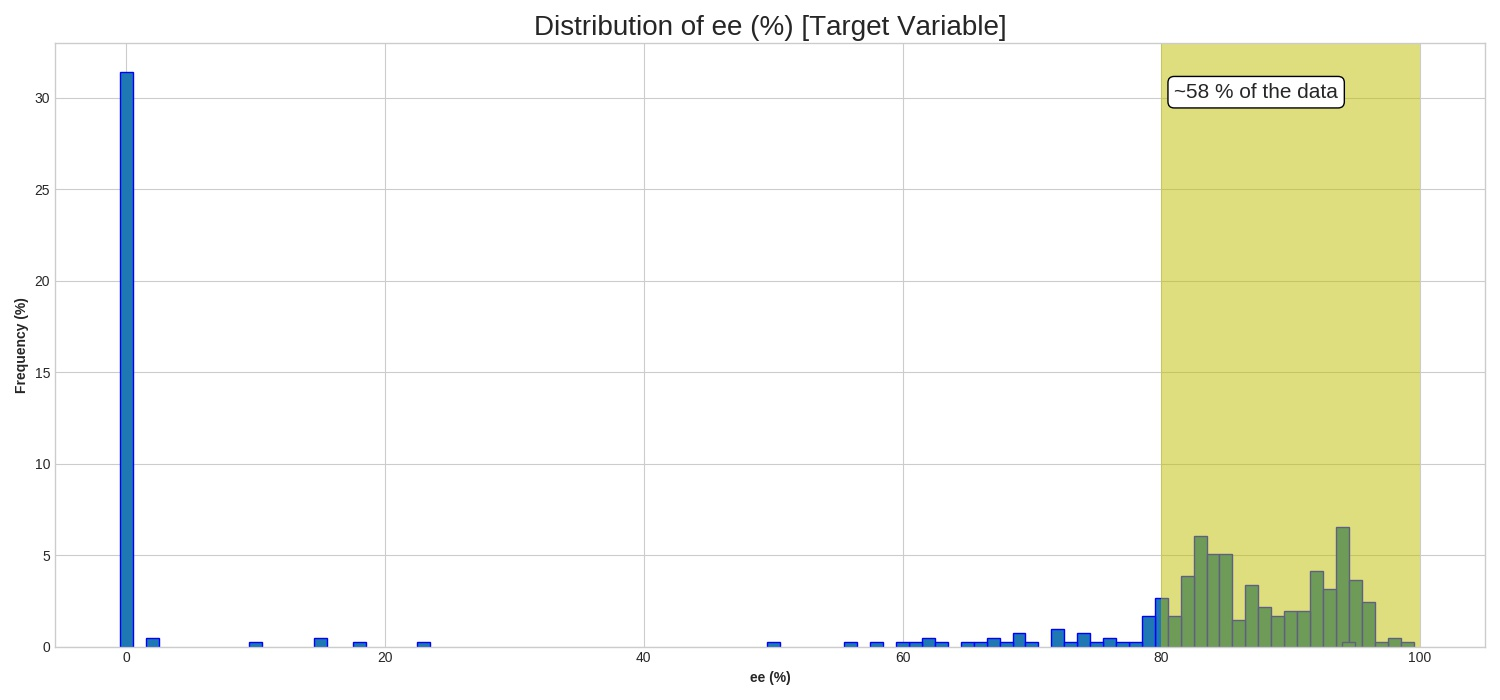 Distribution of ee (%) [Target Variable]
~58 % of the data
Frequency (%)
30
25
20
15
10
5
0
0 20 40 60 80 100
ee (%)